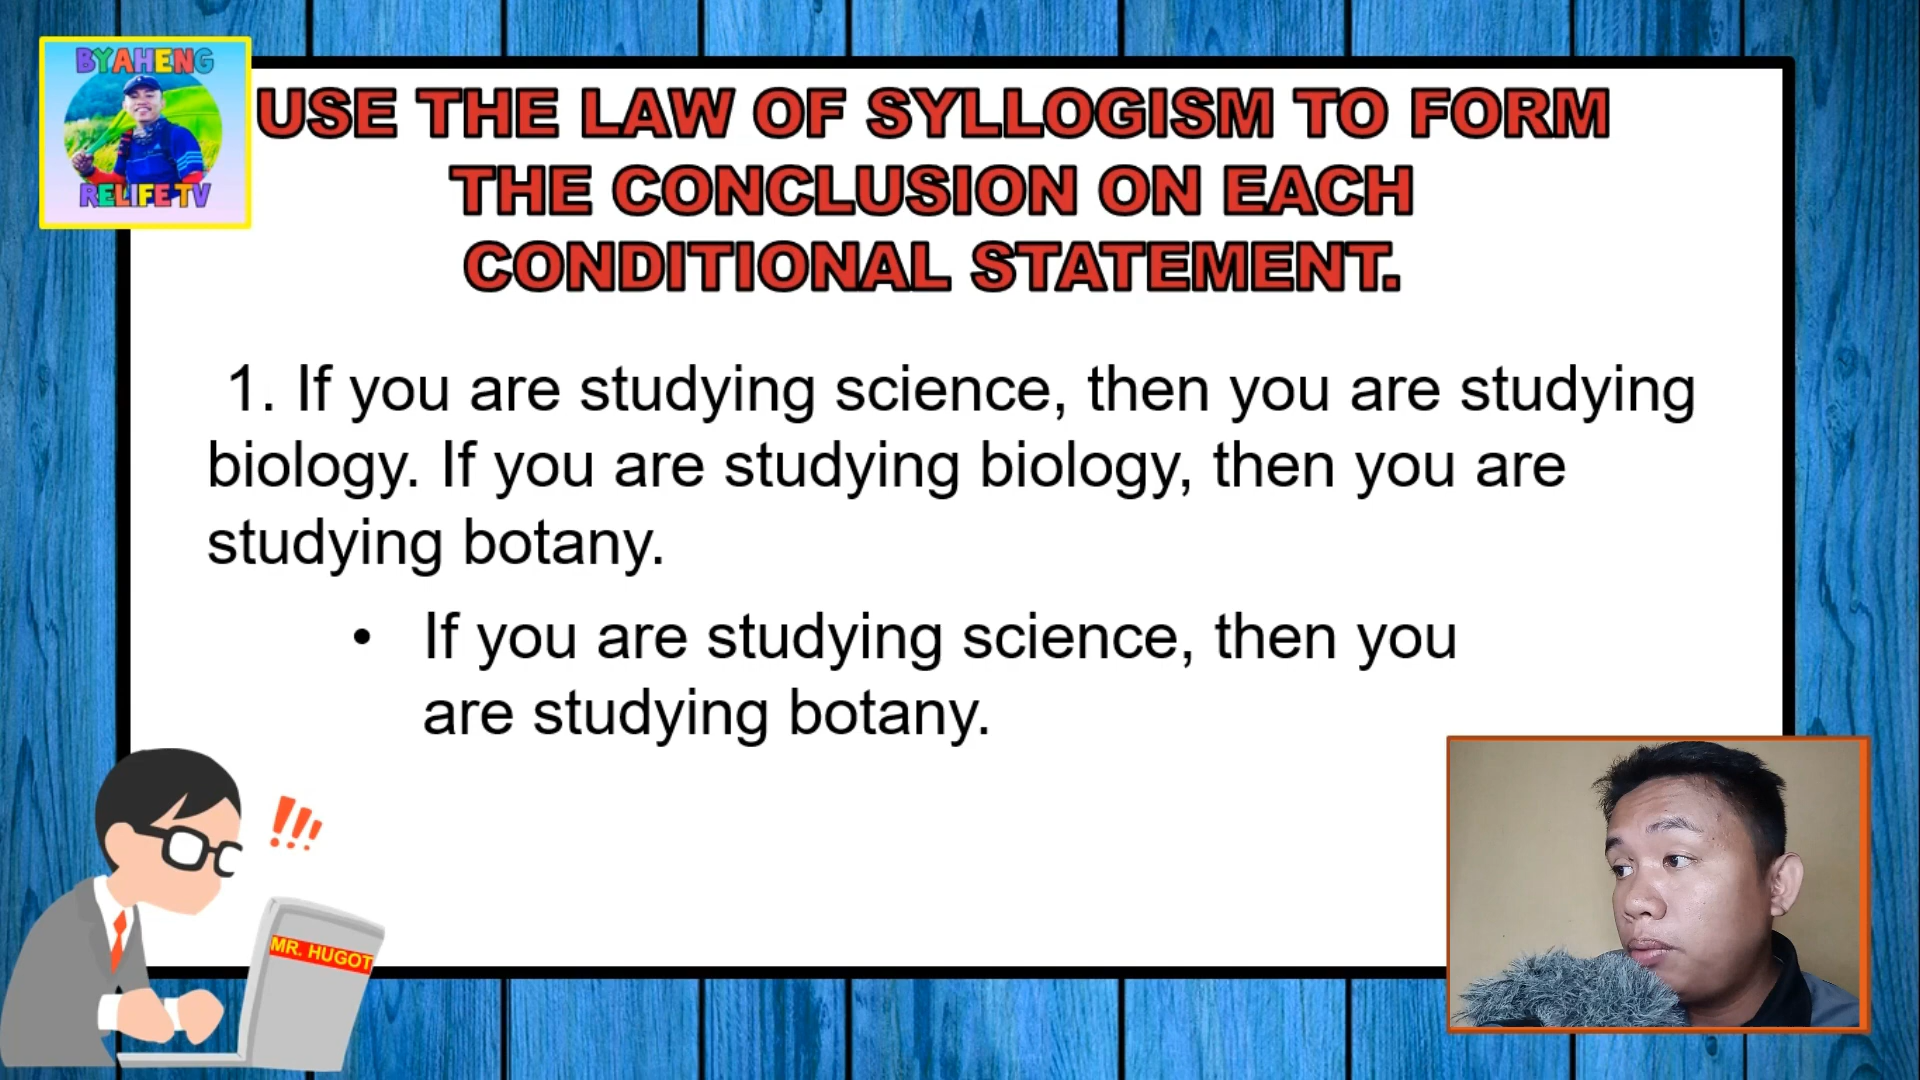 BYAHENG
RELIFE TV
USE THE LAW OF SYLLOGISM TO FORM
THE CONCLUSION ON EACH
CONDITIONAL STATEMENT.
1. If you are studying science, then you are studying
biology. If you are studying biology, then you are
studying botany.
• If you are studying science, then you
are studying botany.
!!!
MR. HUGOT